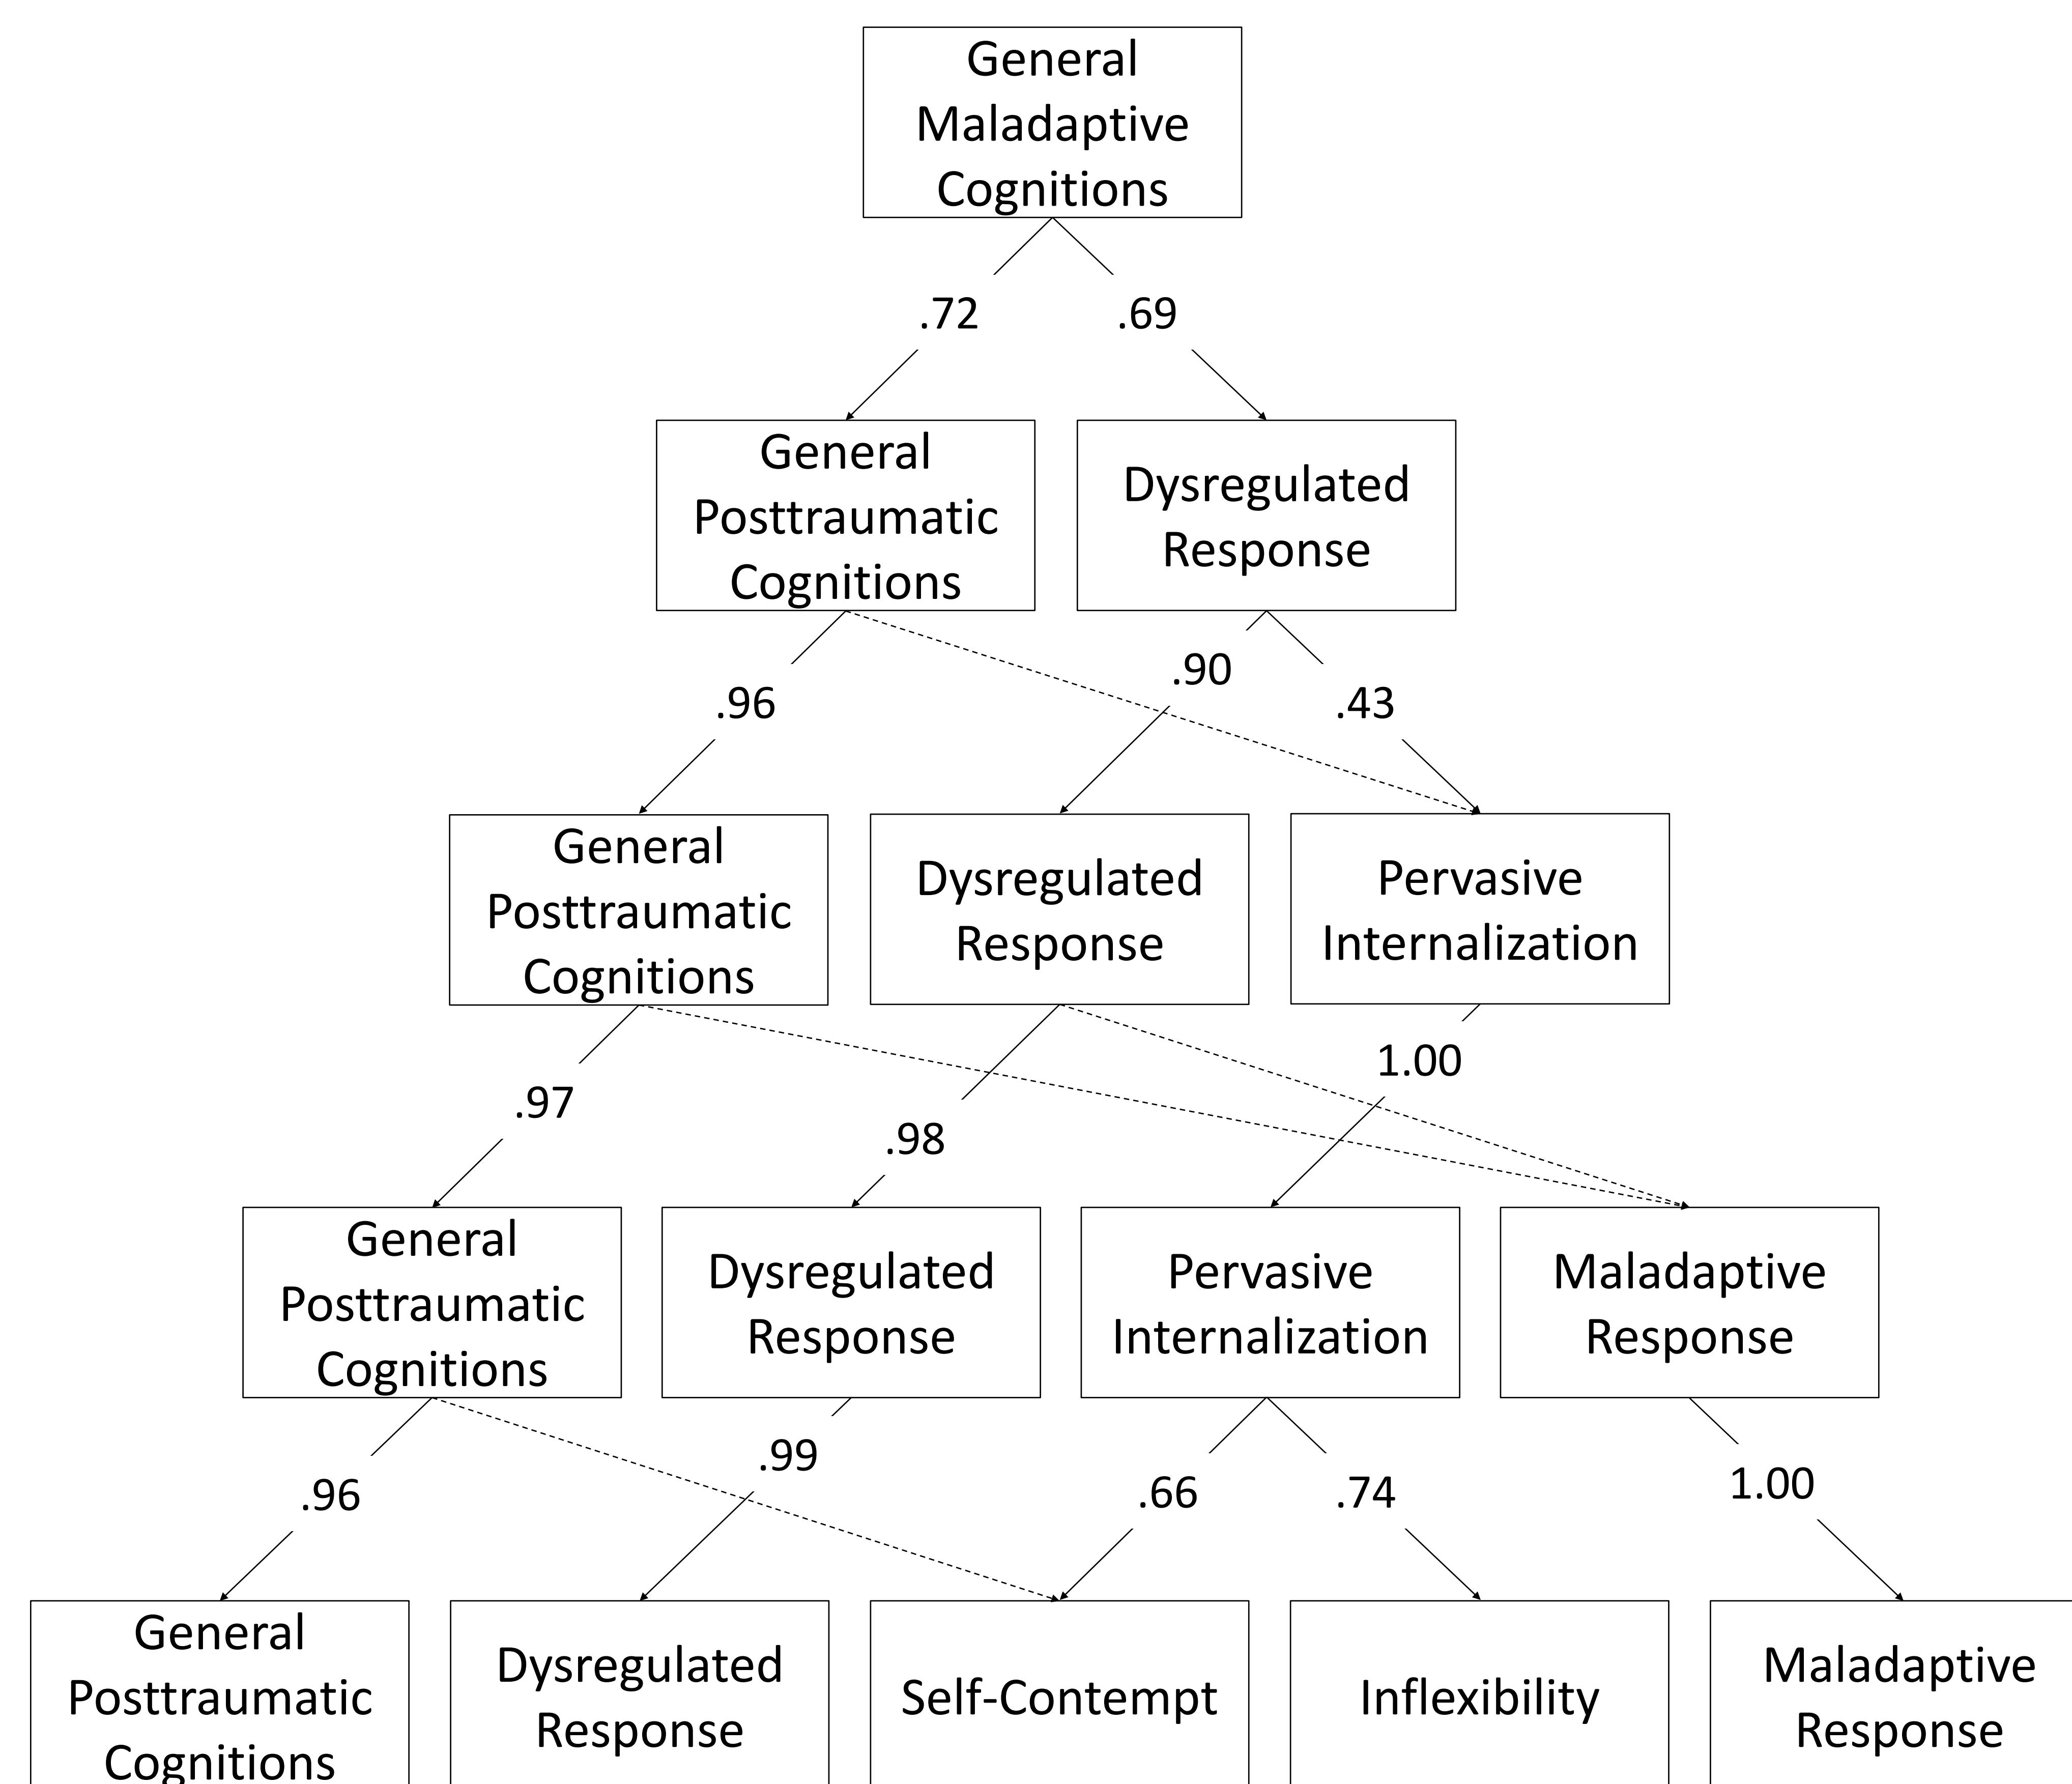 General
Maladaptive
Cognitions
.72
.69
General
Posttraumatic
Cognitions
Dysregulated
Response
.96
.90
.43
General
Posttraumatic
Cognitions
Dysregulated
Response
Pervasive
Internalization
.97
.98
1.00
General
Posttraumatic
Cognitions
Dysregulated
Response
Pervasive
Internalization
Maladaptive
Response
.96
.99
.66
.74
1.00
General
Posttraumatic
Cognitions
Dysregulated
Response
Self-Contempt
Inflexibility
Maladaptive
Response